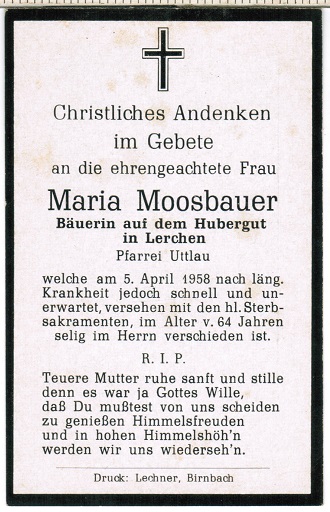 Christliches Andenken
im Gebete
an die ehrengeachtete Frau
Maria Moosbauer
Bäuerin auf dem Hubergut
in Lerchen
Pfarrei Uttlau
welche am 5. April 1958 nach läng.
Krankheit jedoch schnell und un-
erwartet, versehen mit den hl. Sterb-
sakramenten, im Alter v. 64 Jahren
selig im Herrn verschieden ist.
R. I. P.
Teuere Mutter ruhe sanft und stille
denn es war ja Gottes Wille,
daß Du mußtest von uns scheiden
zu genießen Himmelsfreuden
und in hohen Himmelshöh'n
werden wir uns wiederseh'n.
Druck: Lechner, Birnbach